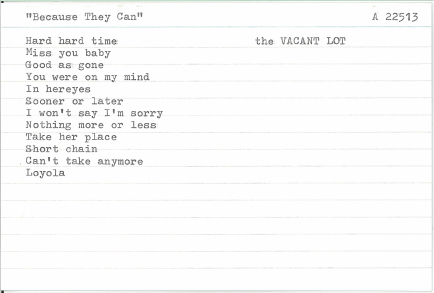 "Because They Can" A 22513
Hard hard time the VACANT LOT
Miss you baby
Good as gone
You were on my mind
In hereyes
Sooner or later
I won't say I'm sorry
Nothing more or less
Take her place
Short chain
Can't take anymore
Loyola